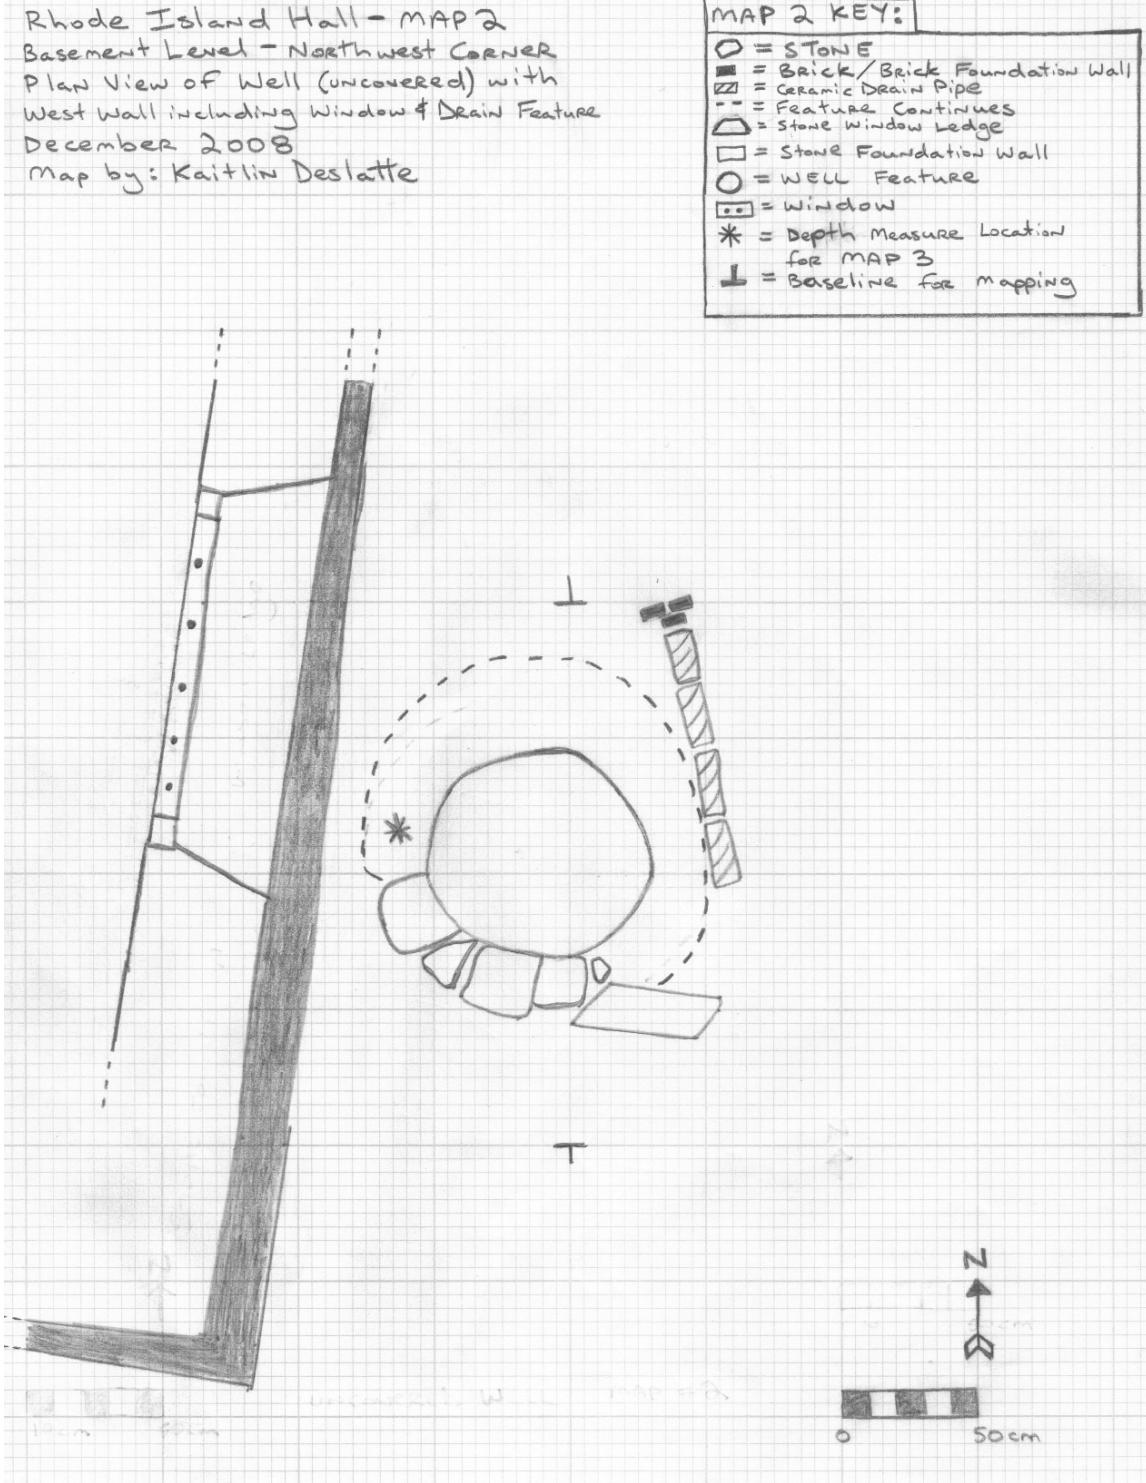 Rhode Island Hall - MAP 2
Basement Level - Northwest Corner
Plan View of Well (uncovered) with
West Wall including Window & Drain Feature
December 2008
Map by: Kaitlin Deslatte
MAP 2 KEY:
= STONE
= Brick/Brick Foundation Wall
= Ceramic Drain Pipe
= Feature Continues
= Stone Window Ledge
= Stone Foundation Wall
= WELL Feature
= Window
= Depth Measure Location
for MAP 3
= Baseline for mapping
N
0 50cm